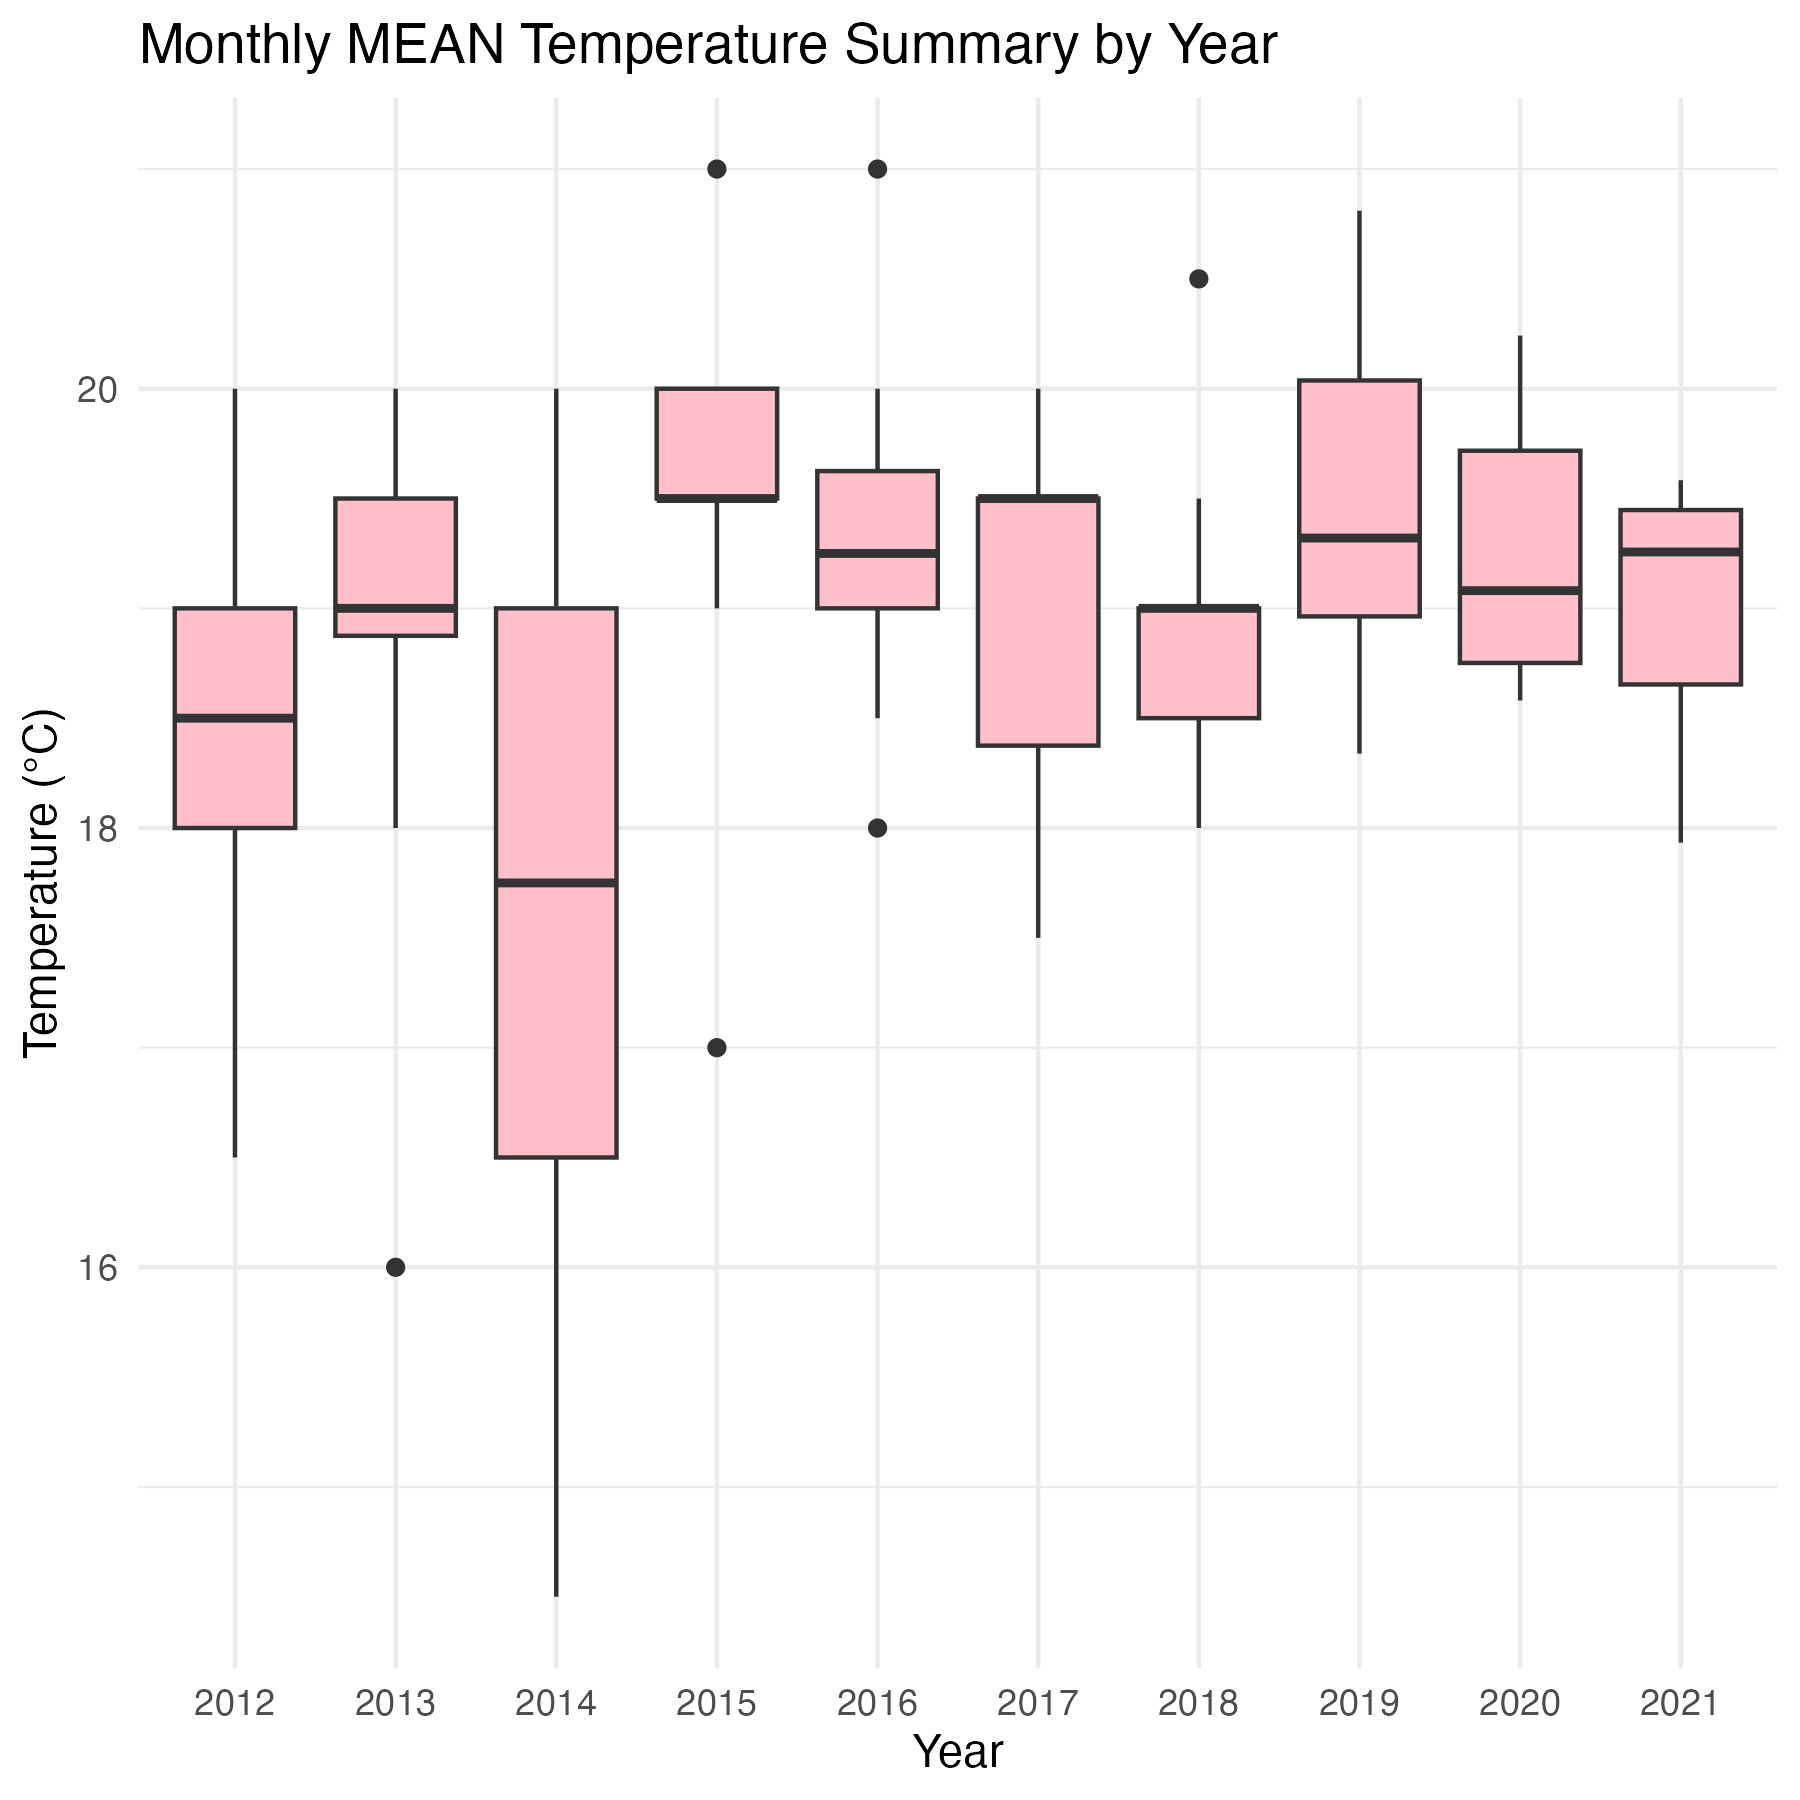 Monthly MEAN Temperature Summary by Year
Temperature (°C)
20
18
16
2012 2013 2014 2015 2016 2017 2018 2019 2020 2021
Year